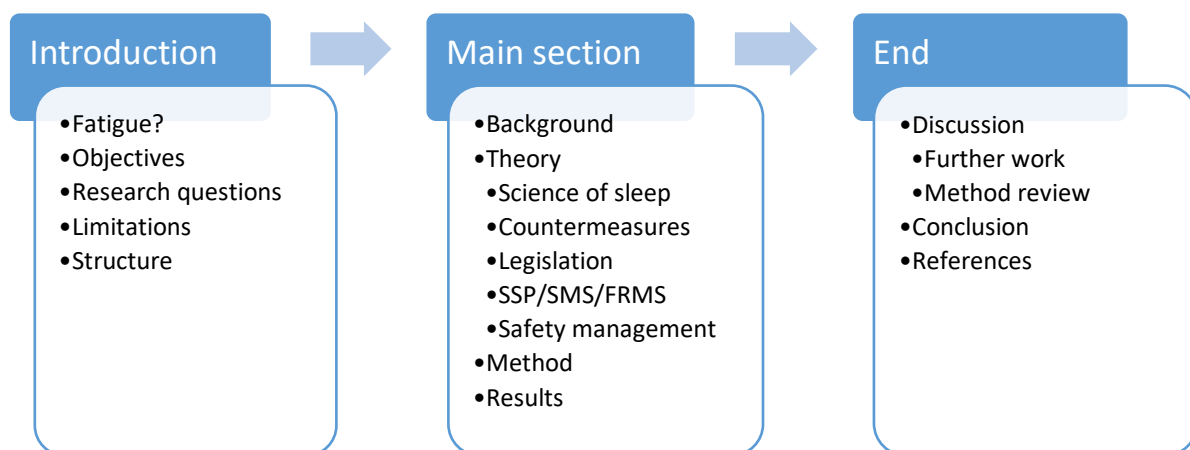 Introduction
•Fatigue?
•Objectives
•Research questions
•Limitations
•Structure
Main section
•Background
•Theory
•Science of sleep
•Countermeasures
•Legislation
•SSP/SMS/FRMS
•Safety management
•Method
•Results
End
•Discussion
•Further work
•Method review
•Conclusion
•References